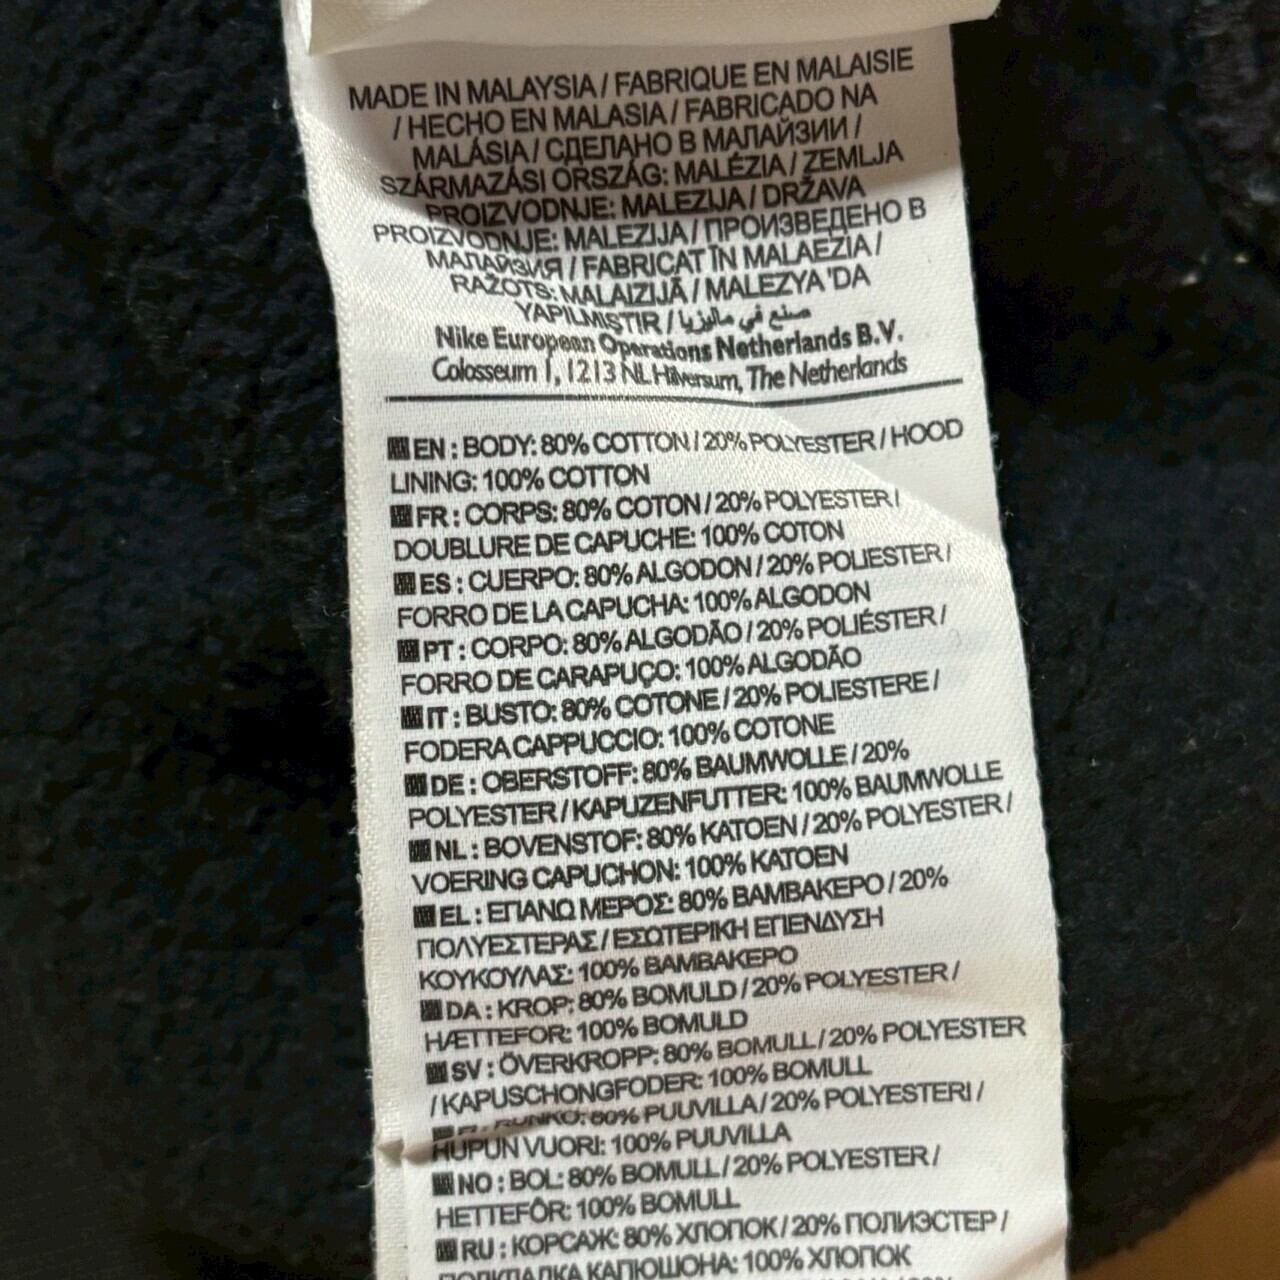 MADE IN MALAYSIA / FABRIQUE EN MALAISIE
/ HECHO EN MALASIA / FABRICADO NA
MALÁSIA / СДЕЛАНО В МАЛАЙЗИИ /
SZÁRMAZÁSI ORSZÁG: MALÉZIA / ZEMLJA
PROIZVODNJE: MALEZIJA / DRŽAVA
PROIZVODNJE: MALEZIJA / ПРОИЗВЕДЕНО В
МАЛАЙЗИЯ / FABRICAT ÎN MALAEZIA /
RAŽOTS: MALAIZIJĀ / MALEZYA 'DA
YAPILMIŞTIR / صنع في ماليزيا
Nike European Operations Netherlands B.V.
Colosseum 1, 1213 NL Hilversum, The Netherlands
EN : BODY: 80% COTTON / 20% POLYESTER / HOOD
LINING: 100% COTTON
FR : CORPS: 80% COTON / 20% POLYESTER /
DOUBLURE DE CAPUCHE: 100% COTON
ES : CUERPO: 80% ALGODON / 20% POLIESTER /
FORRO DE LA CAPUCHA: 100% ALGODON
PT : CORPO: 80% ALGODÃO / 20% POLIÉSTER /
FORRO DE CARAPUÇO: 100% ALGODÃO
IT : BUSTO: 80% COTONE / 20% POLIESTERE /
FODERA CAPPUCCIO: 100% COTONE
DE : OBERSTOFF: 80% BAUMWOLLE / 20%
POLYESTER / KAPUZENFUTTER: 100% BAUMWOLLE
NL : BOVENSTOF: 80% KATOEN / 20% POLYESTER /
VOERING CAPUCHON: 100% KATOEN
EL : ΕΠΑΝΩ ΜΕΡΟΣ: 80% ΒΑΜΒΑΚΕΡΟ / 20%
ΠΟΛΥΕΣΤΕΡΑΣ / ΕΣΩΤΕΡΙΚΗ ΕΠΕΝΔΥΣΗ
ΚΟΥΚΟΥΛΑΣ: 100% ΒΑΜΒΑΚΕΡΟ
DA : KROP: 80% BOMULD / 20% POLYESTER /
HÆTTEFOR: 100% BOMULD
SV : ÖVERKROPP: 80% BOMULL / 20% POLYESTER
/ KAPUSCHONGFODER: 100% BOMULL
FI : RUNKO: 80% PUUVILLA / 20% POLYESTERI /
HUPUN VUORI: 100% PUUVILLA
NO : BOL: 80% BOMULL / 20% POLYESTER /
HETTEFÔR: 100% BOMULL
RU : КОРСАЖ: 80% ХЛОПОК / 20% ПОЛИЭСТЕР /
ПОДКЛАДКА КАПЮШОНА: 100% ХЛОПОК